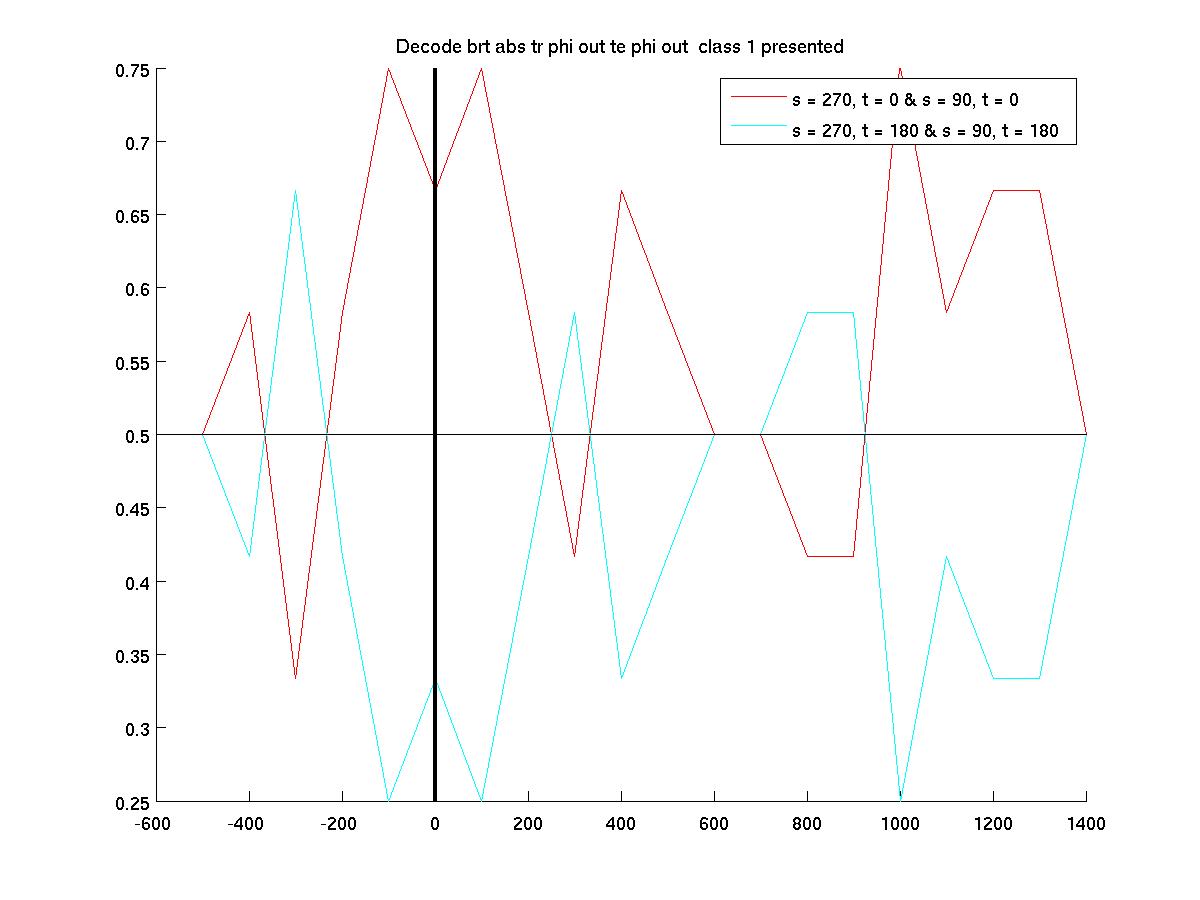 Decode brt abs tr phi out te phi out  class 1 presented
s = 270, t = 0 & s = 90, t = 0
s = 270, t = 180 & s = 90, t = 180
0.75
0.7
0.65
0.6
0.55
0.5
0.45
0.4
0.35
0.3
0.25
-600 -400 -200 0 200 400 600 800 1000 1200 1400